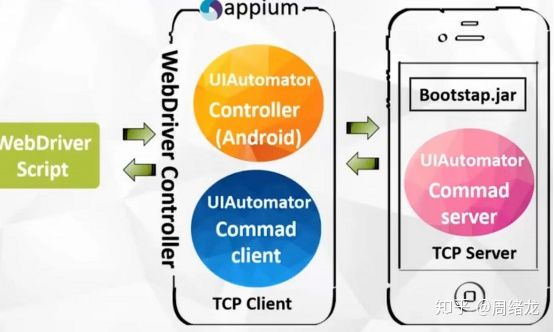 appium
WebDriver
Script
WebDriver Controller
UIAutomator
Controller
(Android)
UIAutomator
Commad
client
TCP Client
Bootstap.jar
UIAutomator
Commad
server
TCP Server
知乎 @周绪龙